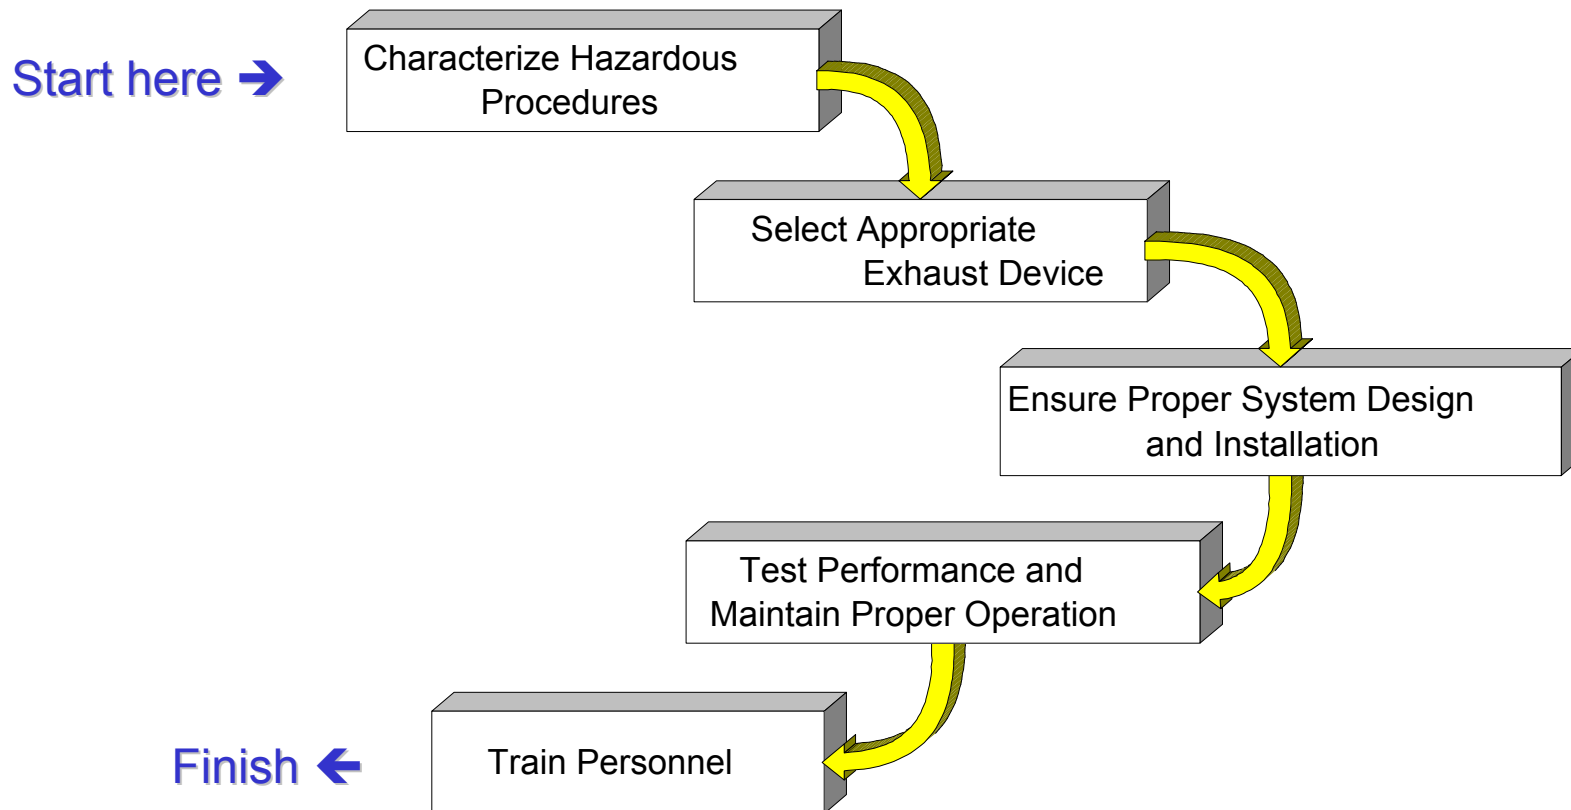 Start here ➔
Characterize Hazardous
Procedures
Select Appropriate
Exhaust Device
Ensure Proper System Design
and Installation
Test Performance and
Maintain Proper Operation
Train Personnel
Finish 🡸